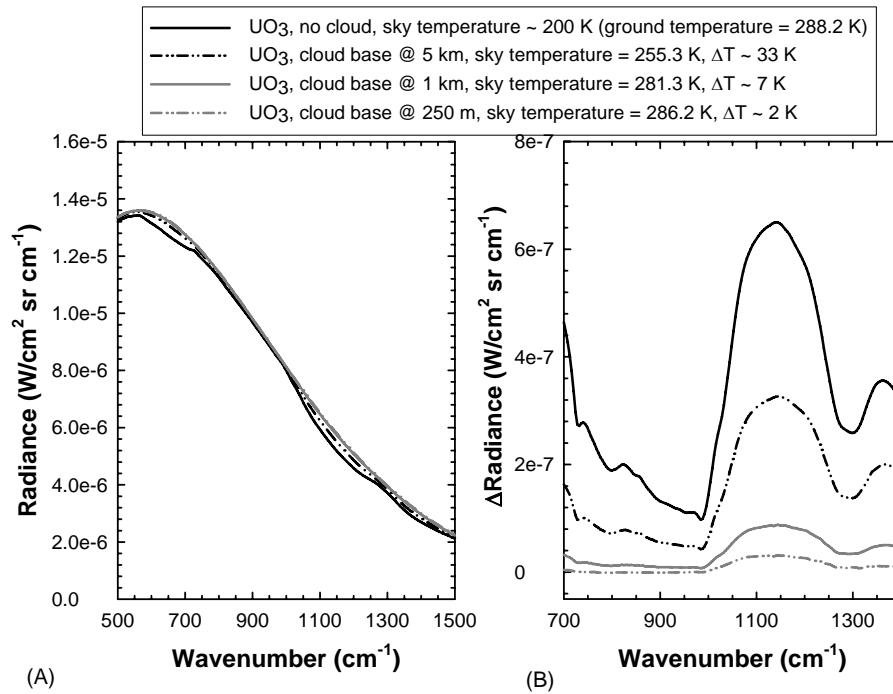 UO3, no cloud, sky temperature ~ 200 K (ground temperature = 288.2 K)
UO3, cloud base @ 5 km, sky temperature = 255.3 K, ΔT ~ 33 K
UO3, cloud base @ 1 km, sky temperature = 281.3 K, ΔT ~ 7 K
UO3, cloud base @ 250 m, sky temperature = 286.2 K, ΔT ~ 2 K
Radiance (W/cm² sr cm⁻¹)
1.6e-5
1.4e-5
1.2e-5
1.0e-5
8.0e-6
6.0e-6
4.0e-6
2.0e-6
0.0
500 700 900 1100 1300 1500
Wavenumber (cm⁻¹)
(A)
ΔRadiance (W/cm² sr cm⁻¹)
8e-7
6e-7
4e-7
2e-7
0
700 900 1100 1300
Wavenumber (cm⁻¹)
(B)